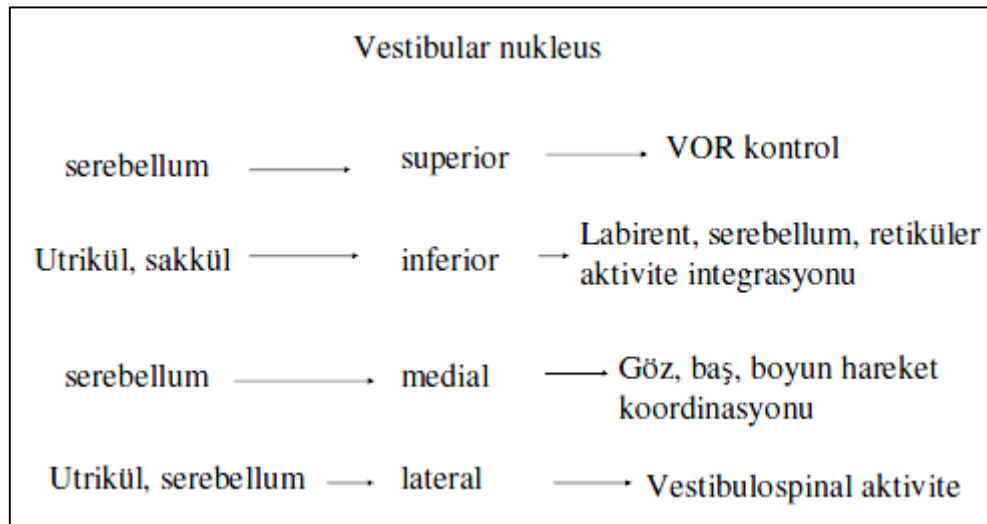 Vestibular nukleus
serebellum superior VOR kontrol
Utrikül, sakkül inferior Labirent, serebellum, retiküler
aktivite integrasyonu
serebellum medial Göz, baş, boyun hareket
koordinasyonu
Utrikül, serebellum lateral Vestibulospinal aktivite